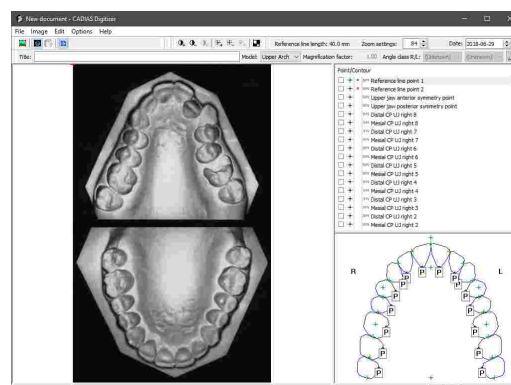 New document - CADIAS Digitizer
File Image Edit Options Help
Reference line length: 40.0 mm Zoom settings: 84 Date: 2018-06-29
Title: Model: Upper Arch Magnification factor: 1.00 Angle class R/L: (Unknown) (Unknown)
Point/Contour
Reference line point 1
Reference line point 2
Upper jaw anterior symmetry point
Upper jaw posterior symmetry point
Distal CP UJ right 8
Mesial CP UJ right 8
Distal CP UJ right 7
Mesial CP UJ right 7
Distal CP UJ right 6
Mesial CP UJ right 6
Distal CP UJ right 5
Mesial CP UJ right 5
Distal CP UJ right 4
Mesial CP UJ right 4
Distal CP UJ right 3
Mesial CP UJ right 3
Distal CP UJ right 2
Mesial CP UJ right 2
R L
P P P P
P P
P P
P P
P P
P P
P P